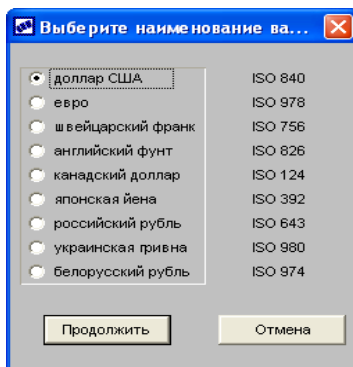 Выберите наименование ва...
доллар США ISO 840
евро ISO 978
швейцарский франк ISO 756
английский фунт ISO 826
канадский доллар ISO 124
японская йена ISO 392
российский рубль ISO 643
украинская гривна ISO 980
белорусский рубль ISO 974
Продолжить Отмена